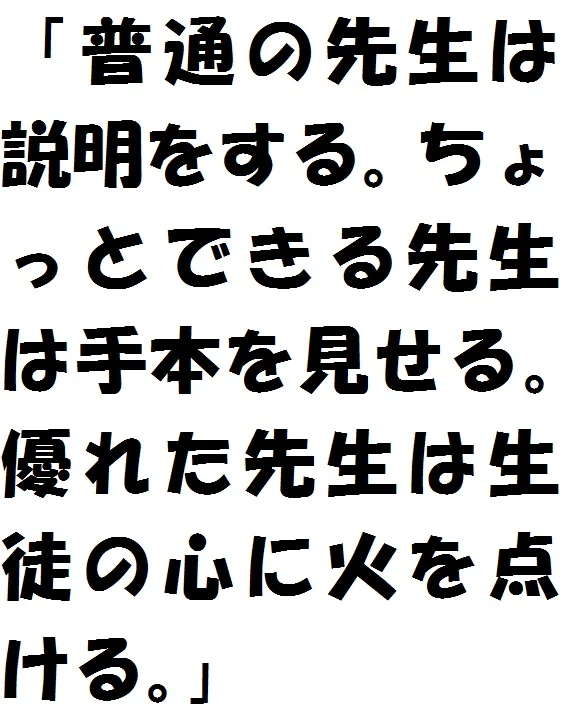 「普通の先生は
説明をする。ちょ
っとできる先生
は手本を見せる。
優れた先生は生
徒の心に火を点
ける。」